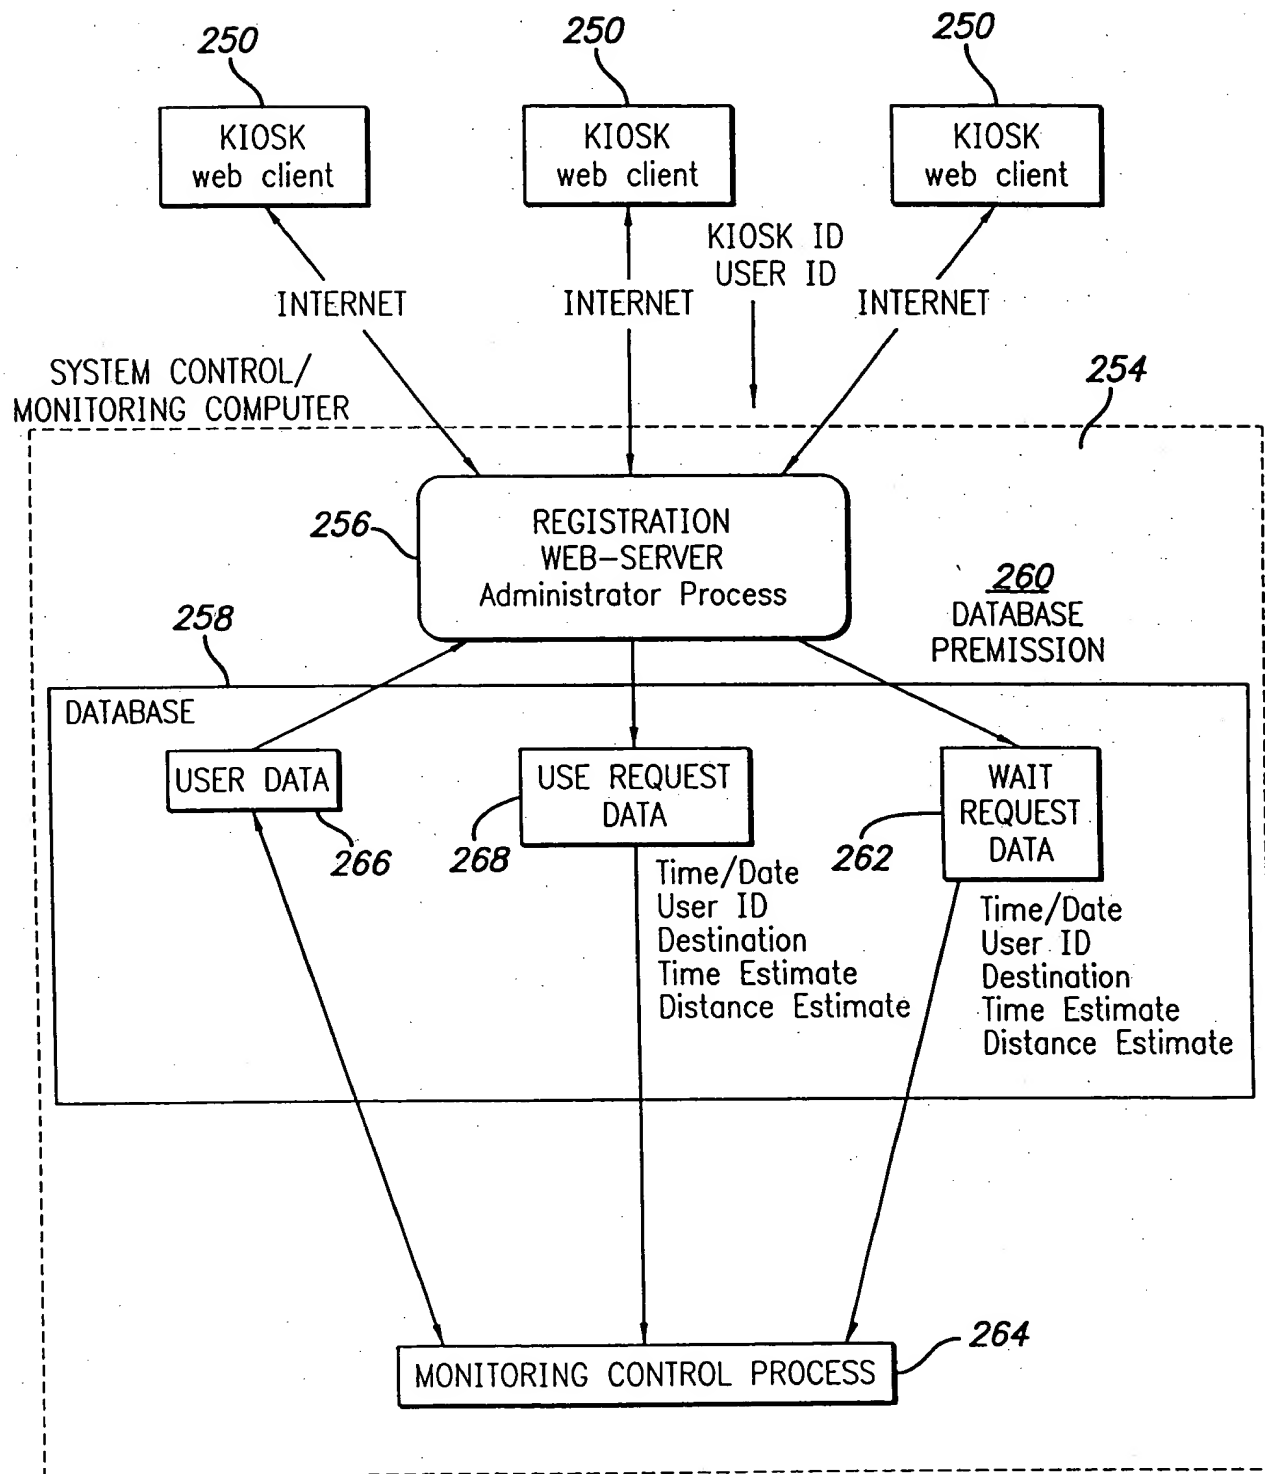 250
250
250
KIOSK
web client
KIOSK
web client
KIOSK
web client
KIOSK ID
USER ID
INTERNET
INTERNET
INTERNET
SYSTEM CONTROL/
MONITORING COMPUTER
254
256
REGISTRATION
WEB-SERVER
Administrator Process
260
DATABASE
PREMISSION
258
DATABASE
USER DATA
266
USE REQUEST
DATA
268
WAIT
REQUEST
DATA
262
Time/Date
User ID
Destination
Time Estimate
Distance Estimate
Time/Date
User ID
Destination
Time Estimate
Distance Estimate
264
MONITORING CONTROL PROCESS